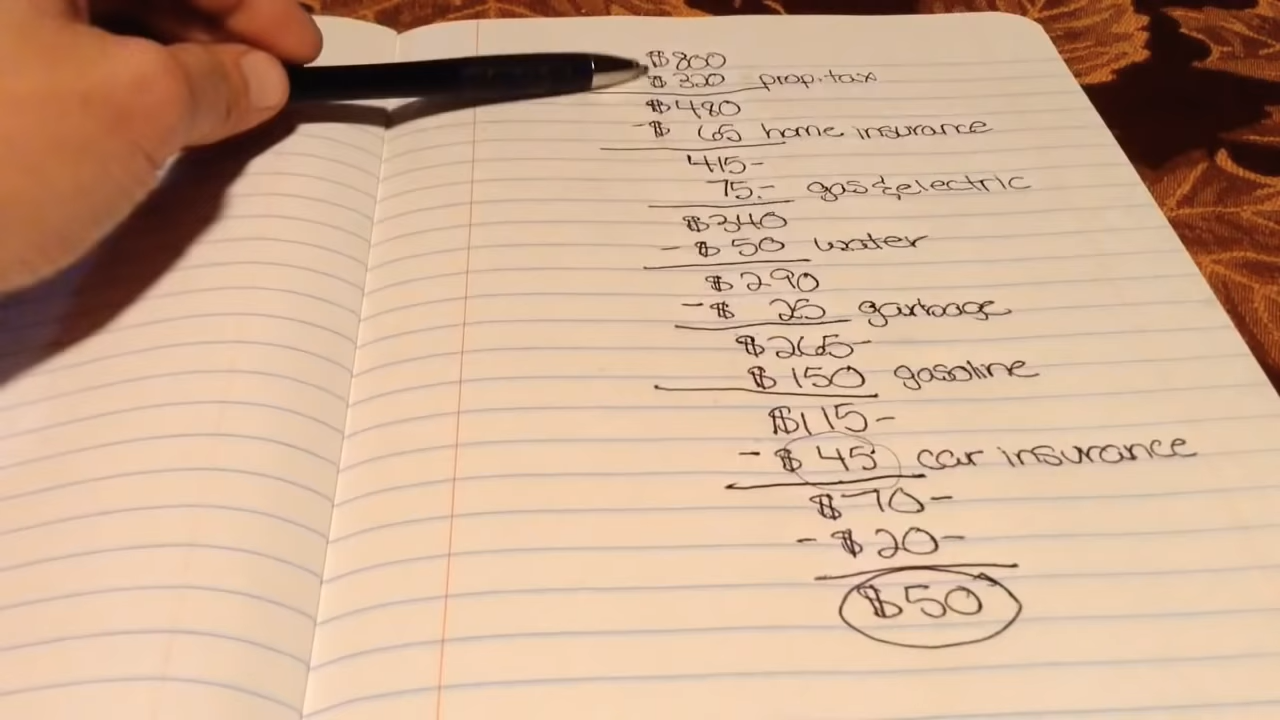 $800
$320 prop.tax
$480
-$ 65 home insurance
415-
75.- gas & electric
$340
-$50 water
$290
-$ 25 garbage
$265-
$150 gasoline
$115-
-$ 45 car insurance
$70-
-$20-
$50